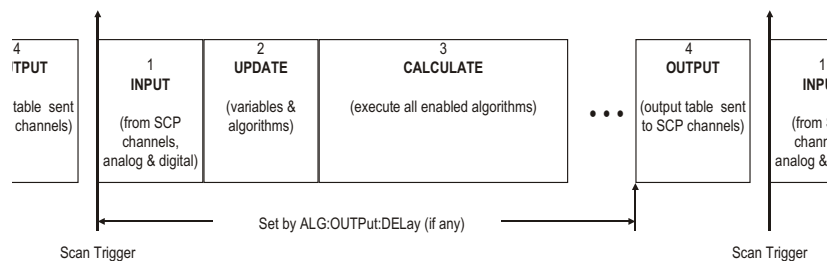 4
TPUT
table sent
channels)
1
INPUT
(from SCP
channels,
analog & digital)
2
UPDATE
(variables &
algorithms)
3
CALCULATE
(execute all enabled algorithms)
• • •
4
OUTPUT
(output table sent
to SCP channels)
1
INPU
(from
chann
analog &
Set by ALG:OUTPut:DELay (if any)
Scan Trigger
Scan Trigger